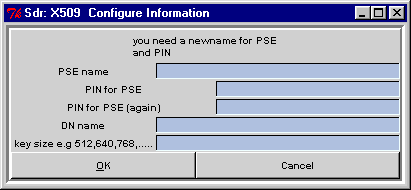 Sdr: X509 Configure Information
you need a newname for PSE
and PIN
PSE name
PIN for PSE
PIN for PSE (again)
DN name
key size e.g 512,640,768,.....
OK
Cancel